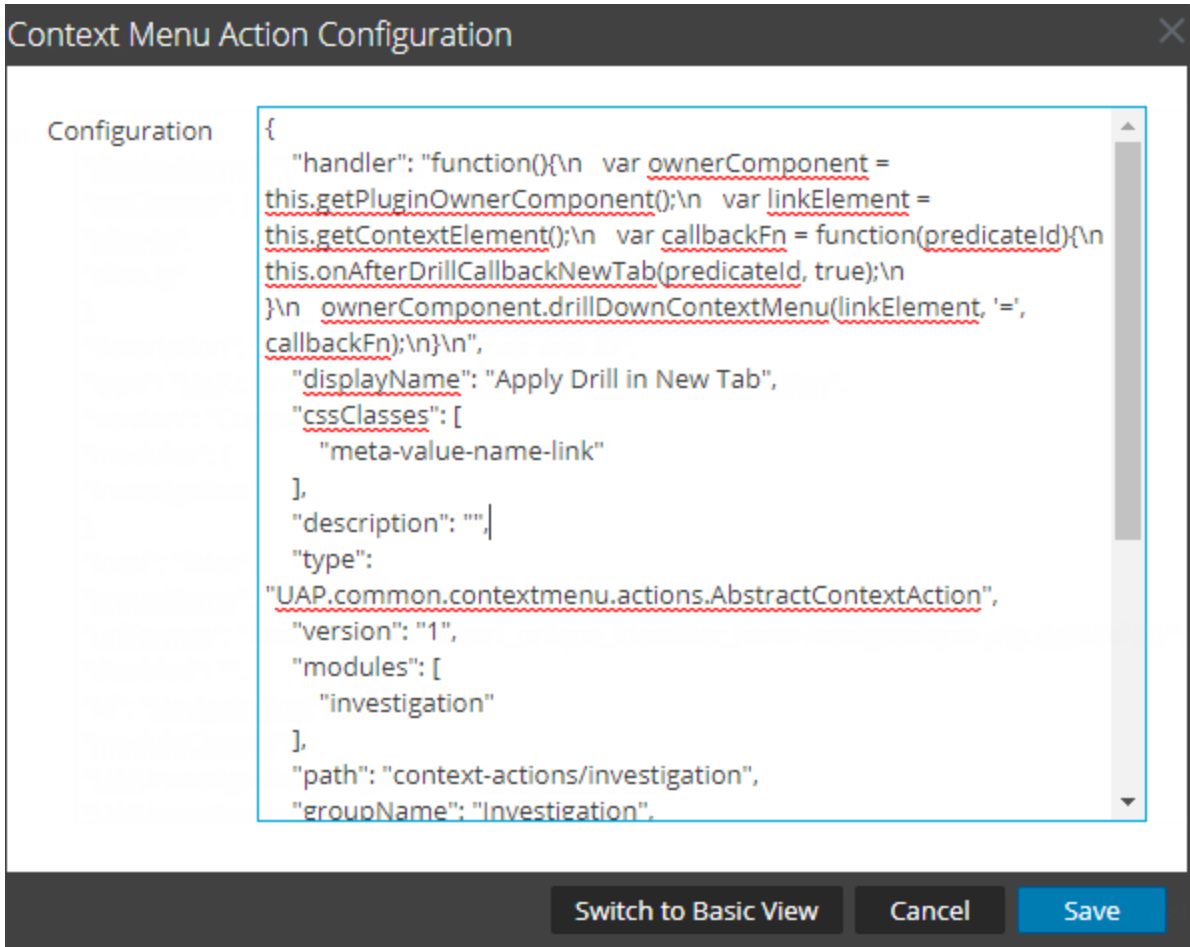 Context Menu Action Configuration
Configuration
{
"handler": "function(){\n   var ownerComponent =
this.getPluginOwnerComponent();\n   var linkElement =
this.getContextElement();\n   var callbackFn = function(predicateId){\n
this.onAfterDrillCallbackNewTab(predicateId, true);\n
}\n   ownerComponent.drillDownContextMenu(linkElement, '=',
callbackFn);\n}\n",
"displayName": "Apply Drill in New Tab",
"cssClasses": [
"meta-value-name-link"
],
"description": "",
"type":
"UAP.common.contextmenu.actions.AbstractContextAction",
"version": "1",
"modules": [
"investigation"
],
"path": "context-actions/investigation",
"groupName": "Investigation",
Switch to Basic View
Cancel
Save